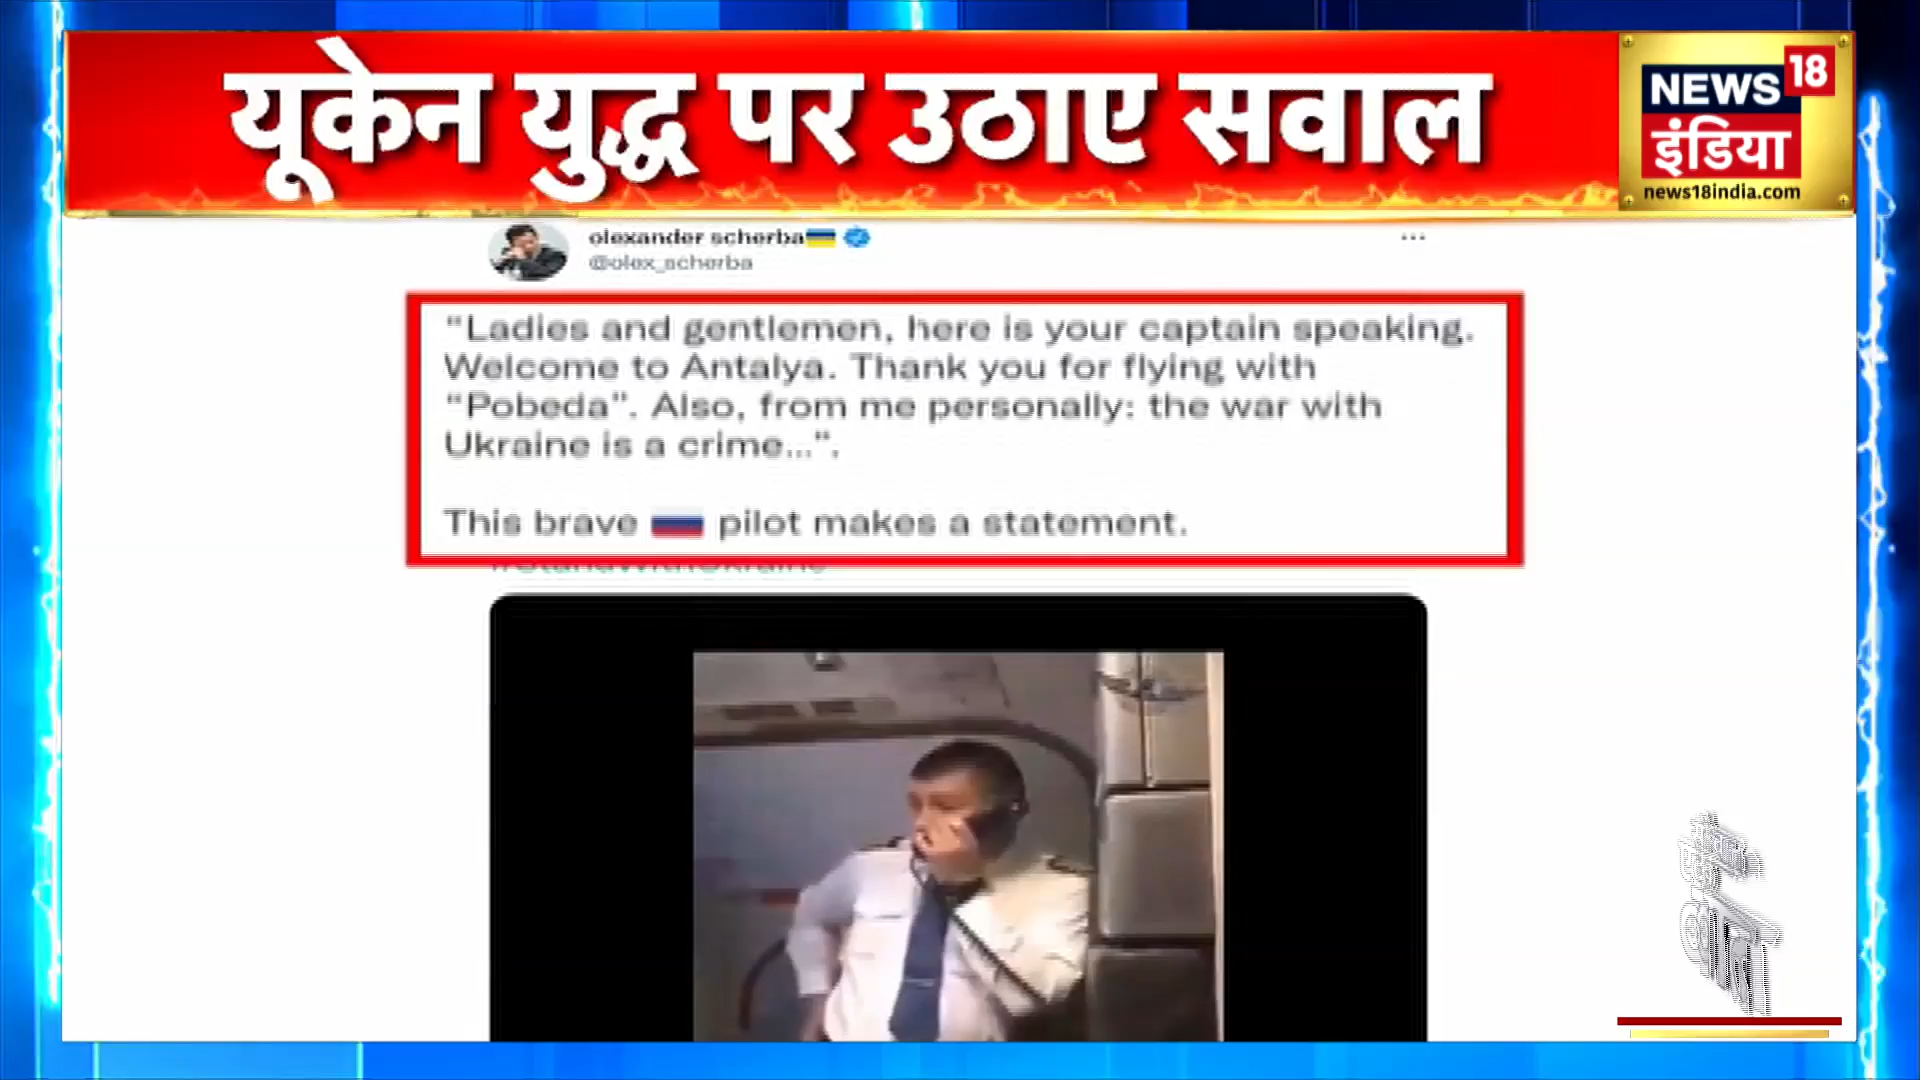 यूकेन युद्ध पर उठाए सवाल
NEWS 18
इंडिया
news18india.com
olexander scherba
@olex_scherba
"Ladies and gentlemen, here is your captain speaking.
Welcome to Antalya. Thank you for flying with
"Pobeda". Also, from me personally: the war with
Ukraine is a crime...".
This brave pilot makes a statement.